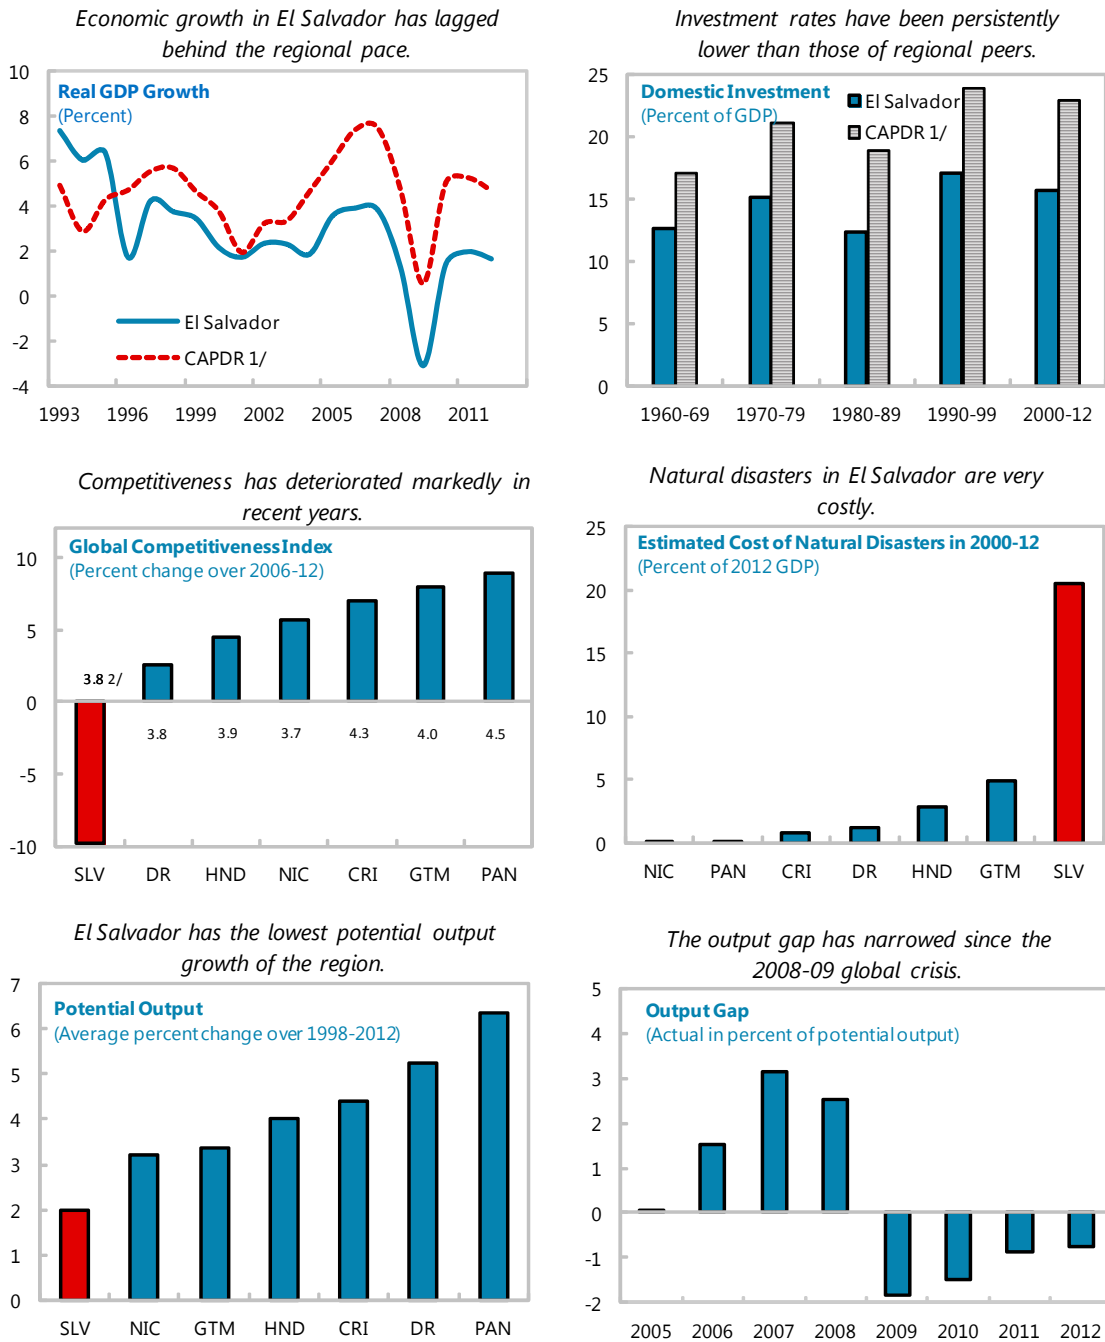 Economic growth in El Salvador has lagged
behind the regional pace.
Real GDP Growth
(Percent)
10
8
6
4
2
0
-2
-4
El Salvador
CAPDR 1/
1993 1996 1999 2002 2005 2008 2011
Investment rates have been persistently
lower than those of regional peers.
Domestic Investment
(Percent of GDP)
El Salvador
CAPDR 1/
25
20
15
10
5
0
1960-69 1970-79 1980-89 1990-99 2000-12
Competitiveness has deteriorated markedly in
recent years.
Global Competitiveness Index
(Percent change over 2006-12)
10
5
0
-5
-10
3.8 2/
3.8 3.9 3.7 4.3 4.0 4.5
SLV DR HND NIC CRI GTM PAN
Natural disasters in El Salvador are very
costly.
Estimated Cost of Natural Disasters in 2000-12
(Percent of 2012 GDP)
25
20
15
10
5
0
NIC PAN CRI DR HND GTM SLV
El Salvador has the lowest potential output
growth of the region.
Potential Output
(Average percent change over 1998-2012)
7
6
5
4
3
2
1
0
SLV NIC GTM HND CRI DR PAN
The output gap has narrowed since the
2008-09 global crisis.
Output Gap
(Actual in percent of potential output)
5
4
3
2
1
0
-1
-2
2005 2006 2007 2008 2009 2010 2011 2012